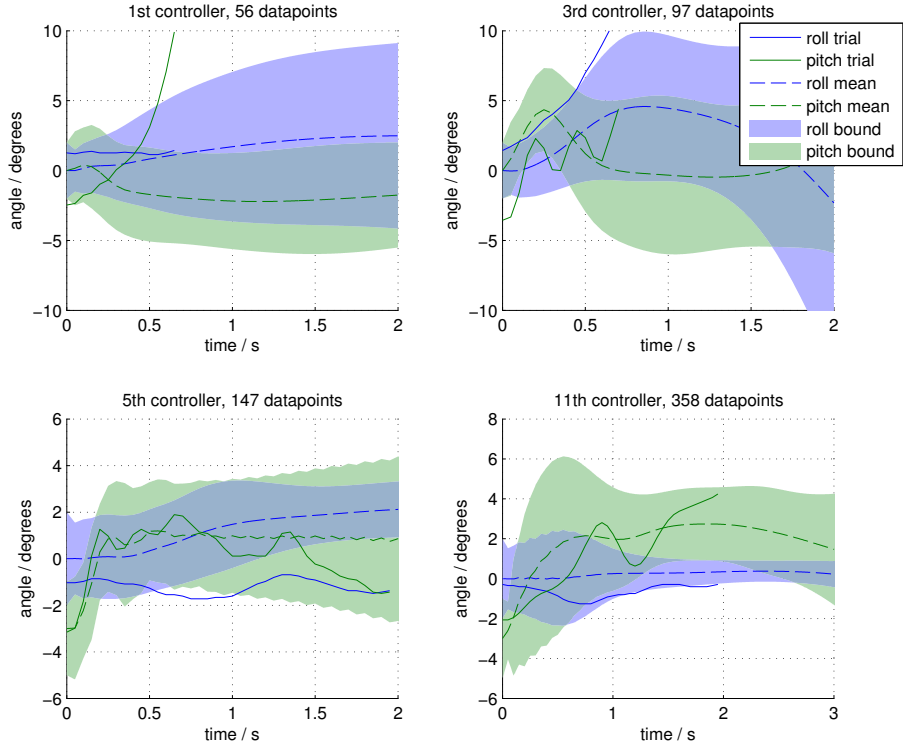 1st controller, 56 datapoints
10
5
0
−5
−10
angle / degrees
0
0.5
1
1.5
2
time / s
3rd controller, 97 datapoints
10
5
0
−5
−10
angle / degrees
0
0.5
1
1.5
2
time / s
roll trial
pitch trial
roll mean
pitch mean
roll bound
pitch bound
5th controller, 147 datapoints
6
4
2
0
−2
−4
−6
angle / degrees
0
0.5
1
1.5
2
time / s
11th controller, 358 datapoints
8
6
4
2
0
−2
−4
−6
angle / degrees
0
1
2
3
time / s